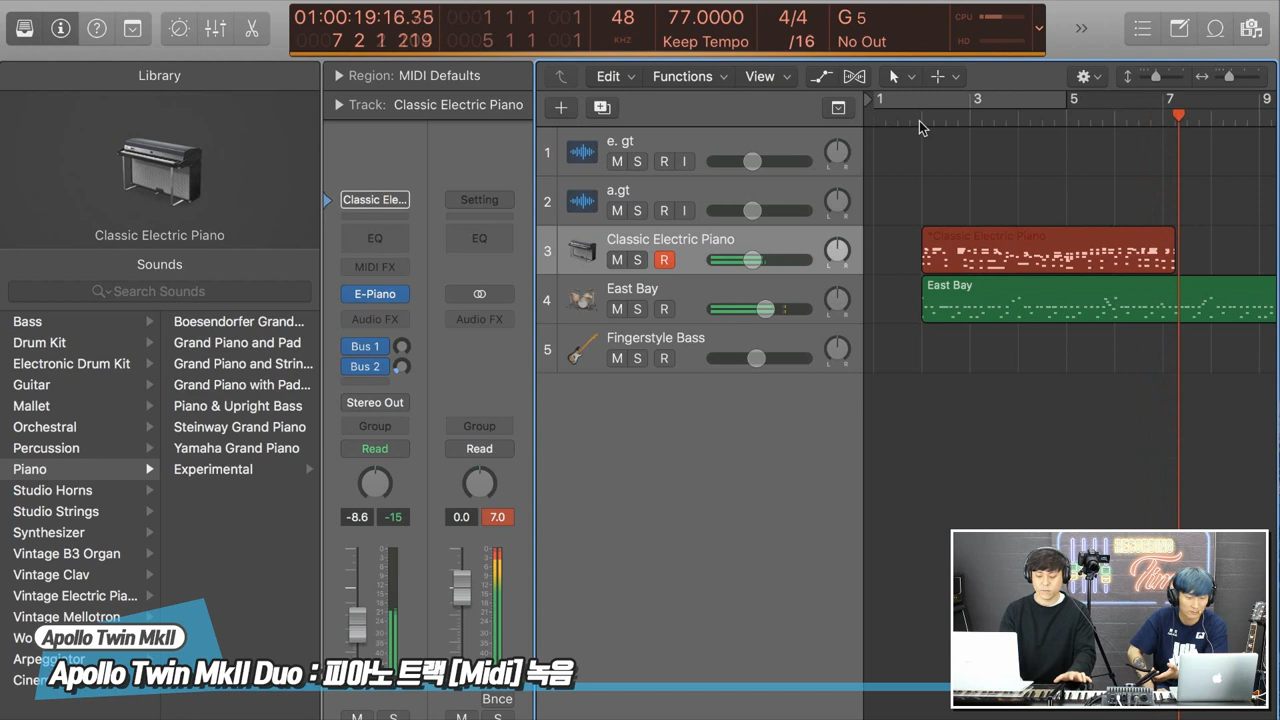 01:00:19:16.35
7 2 2 219
5 1 1 1
48
KHZ
77.0000
Keep Tempo
4/4
/16
G 5
No Out
CPU
HD
Library
Classic Electric Piano
Sounds
Search Sounds
Bass
Drum Kit
Electronic Drum Kit
Guitar
Mallet
Orchestral
Percussion
Piano
Studio Horns
Studio Strings
Synthesizer
Vintage B3 Organ
Vintage Clav
Vintage Electric Pia...
Vintage Mellotron
Wo
Arpeggiator
Cine
Boesendorfer Grand...
Grand Piano and Pad
Grand Piano and Strin...
Grand Piano with Pad...
Piano & Upright Bass
Steinway Grand Piano
Yamaha Grand Piano
Experimental
Region: MIDI Defaults
Track: Classic Electric Piano
Classic Ele...
EQ
MIDI FX
E-Piano
Audio FX
Bus 1
Bus 2
Stereo Out
Group
Read
-8.6 -15
Setting
EQ
Audio FX
Group
Read
0.0 7.0
Bnce
M S
M S
Edit Functions View
1 3 5 7 9
1 e. gt
M S R I
2 a.gt
M S R I
3 Classic Electric Piano
M S R
4 East Bay
M S R
5 Fingerstyle Bass
M S R
*Classic Electric Piano
East Bay
RECORDING
Time
Apollo Twin MkII
Apollo Twin MkII Duo : 피아노 트랙 [Midi] 녹음